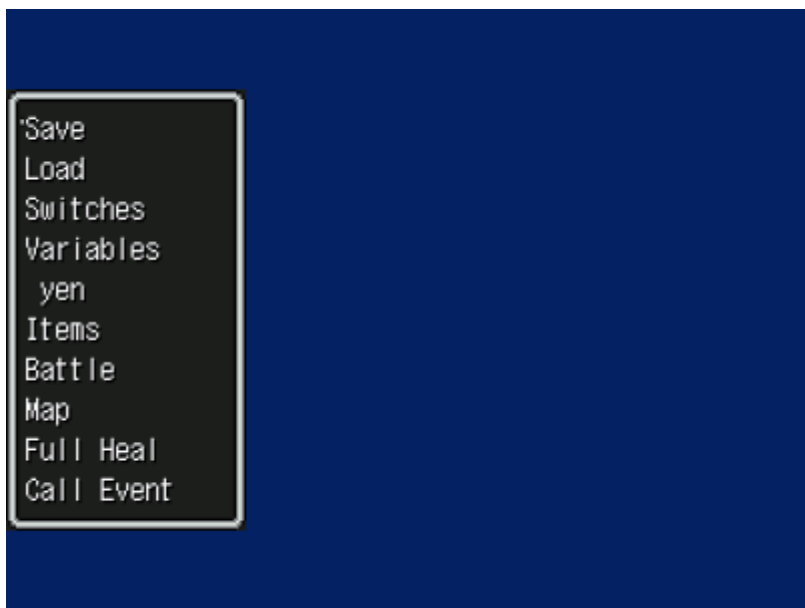 Save
Load
Switches
Variables
yen
Items
Battle
Map
Full Heal
Call Event